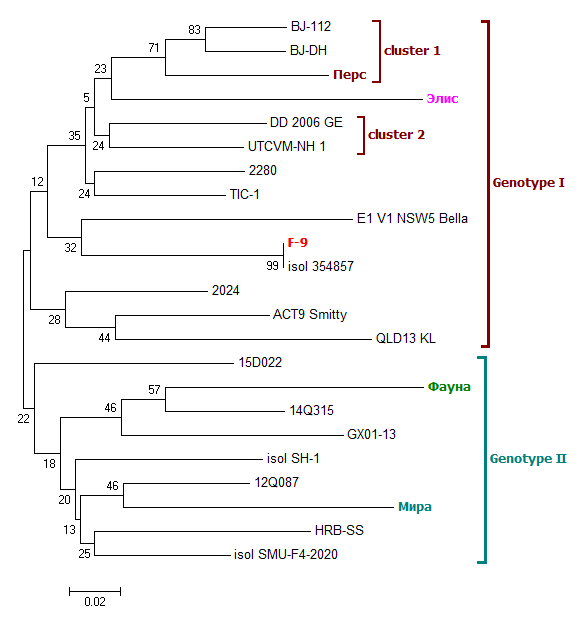 BJ-112
83
BJ-DH
cluster 1
71
Перс
23
Элис
5
DD 2006 GE
cluster 2
35
24
UTCVM-NH 1
2280
12
24
TIC-1
Genotype I
E1 V1 NSW5 Bella
32
F-9
99
isol 354857
2024
28
ACT9 Smitty
44
QLD13 KL
15D022
22
57
Фауна
46
14Q315
GX01-13
18
isol SH-1
Genotype II
20
46
12Q087
Мира
13
HRB-SS
25
isol SMU-F4-2020
0.02